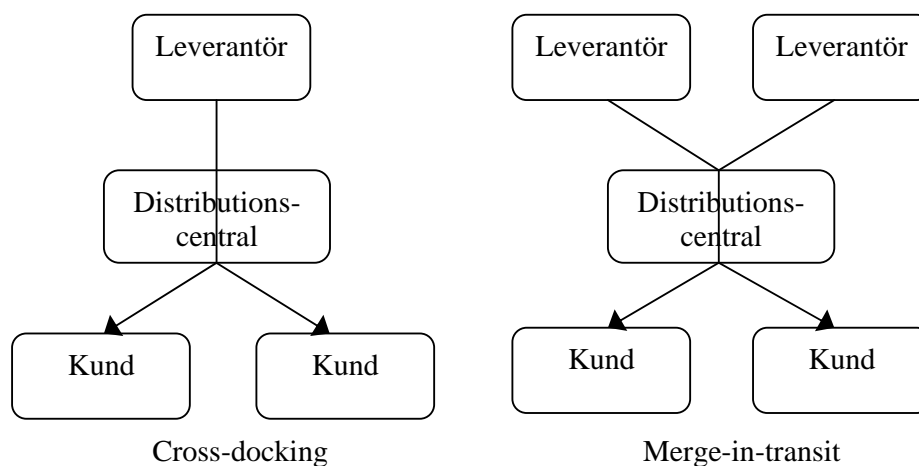 Leverantör
Distributions-
central
Kund
Kund
Cross-docking
Leverantör
Leverantör
Distributions-
central
Kund
Kund
Merge-in-transit